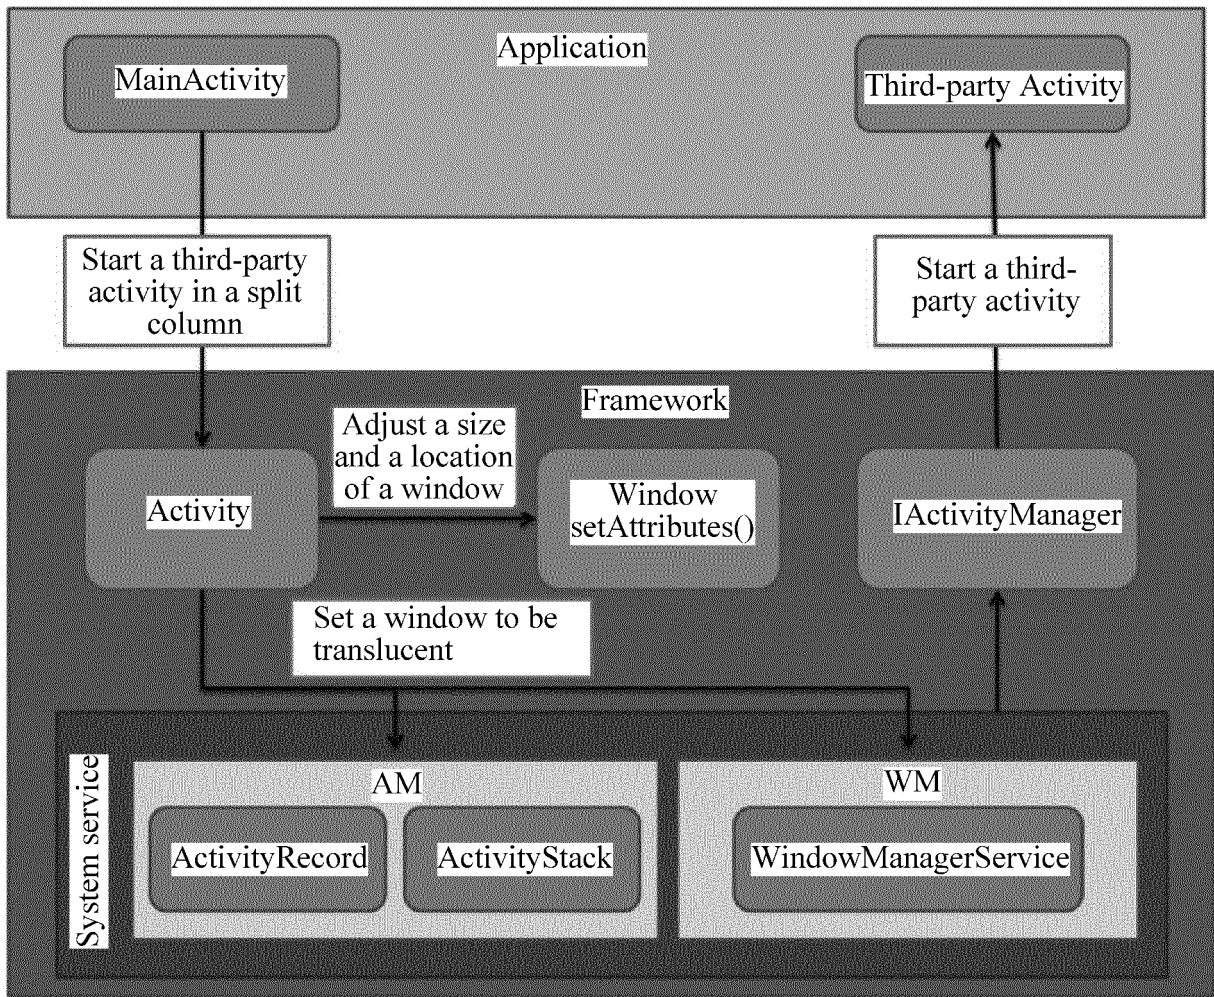 Application
MainActivity
Third-party Activity
Start a third-party
activity in a split
column
Start a third-
party activity
Framework
Adjust a size
and a location
of a window
Activity
Window
setAttributes()
IActivityManager
Set a window to be
translucent
System service
AM
WM
ActivityRecord
ActivityStack
WindowManagerService